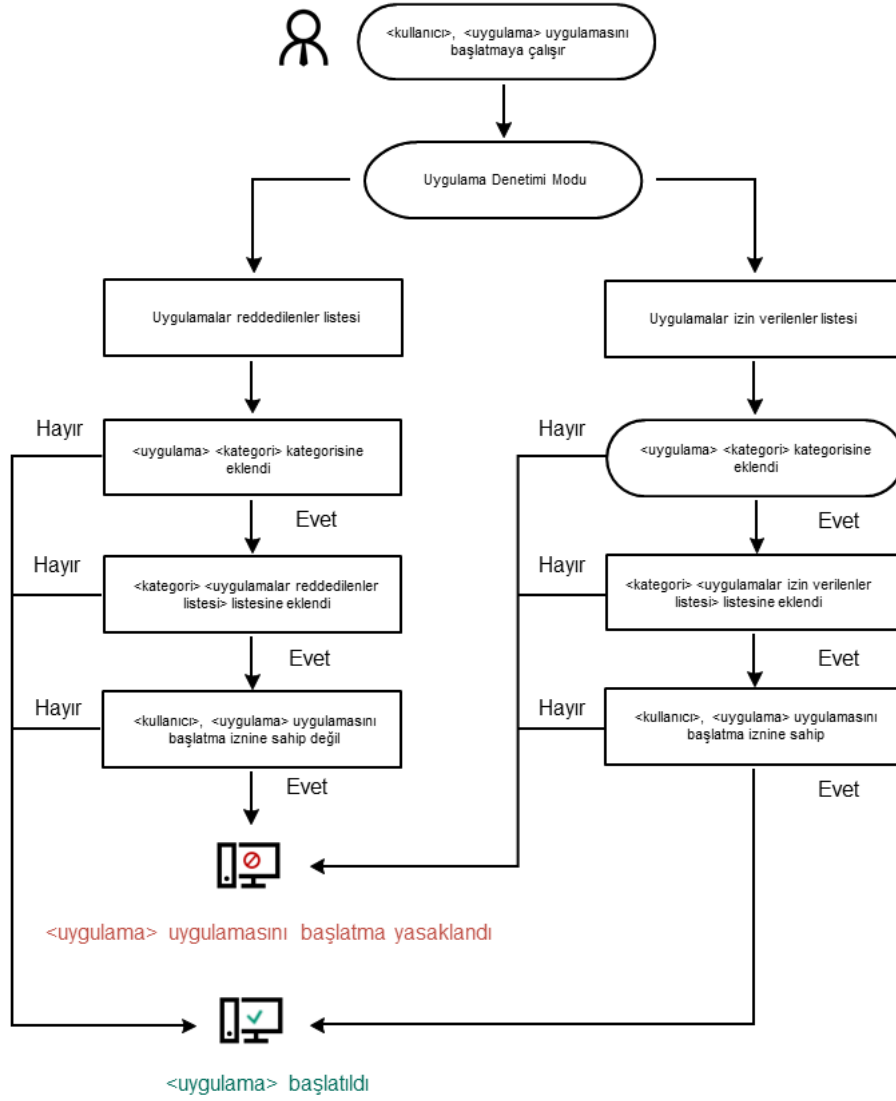 <kullanıcı>, <uygulama> uygulamasını
başlatmaya çalışır
Uygulama Denetimi Modu
Uygulamalar reddedilenler listesi
Uygulamalar izin verilenler listesi
Hayır
<uygulama> <kategori> kategorisine
eklendi
Evet
Hayır
<uygulama> <kategori> kategorisine
eklendi
Evet
Hayır
<kategori> <uygulamalar reddedilenler
listesi> listesine eklendi
Evet
Hayır
<kategori> <uygulamalar izin verilenler
listesi> listesine eklendi
Evet
Hayır
<kullanıcı>, <uygulama> uygulamasını
başlatma iznine sahip değil
Evet
Hayır
<kullanıcı>, <uygulama> uygulamasını
başlatma iznine sahip
Evet
<uygulama> uygulamasını başlatma yasaklandı
<uygulama> başlatıldı